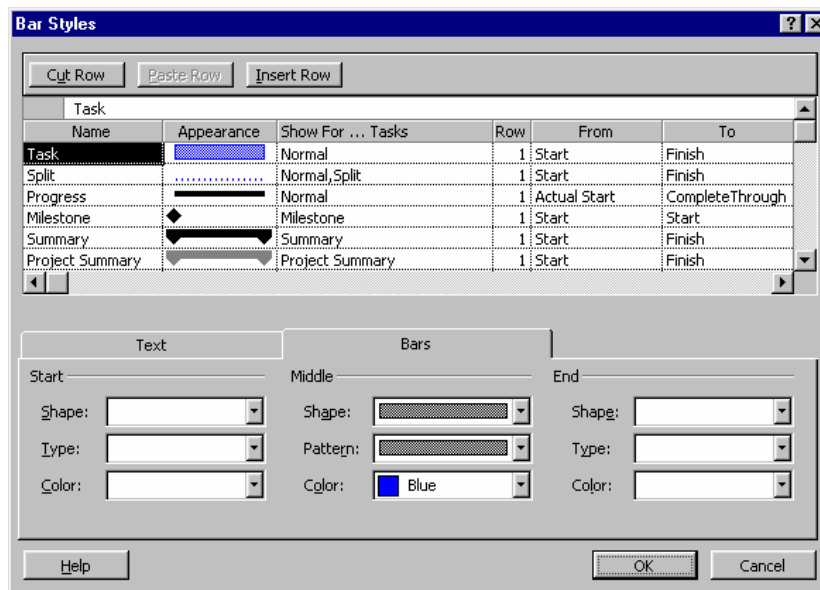 Bar Styles
Cut Row Paste Row Insert Row
Task
Name Appearance Show For ... Tasks Row From To
Task Normal 1 Start Finish
Split Normal,Split 1 Start Finish
Progress Normal 1 Actual Start CompleteThrough
Milestone Milestone 1 Start Start
Summary Summary 1 Start Finish
Project Summary Project Summary 1 Start Finish
Text Bars
Start Middle End
Shape: Shape: Shape:
Type: Pattern: Type:
Color: Color: Blue Color:
Help OK Cancel